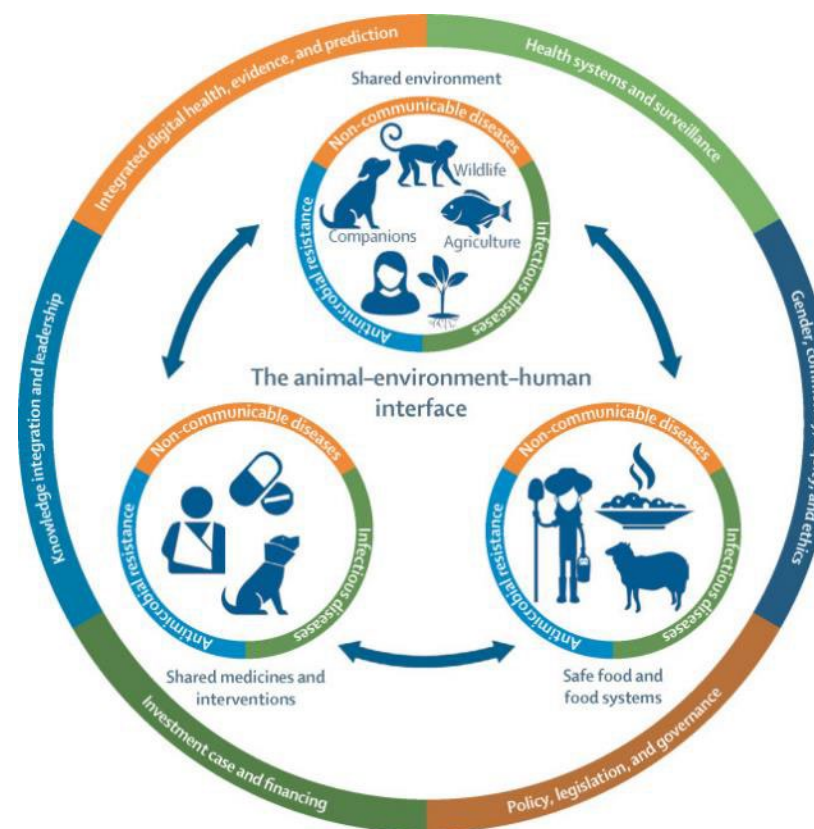 Integrated digital health, evidence, and prediction
Health systems and surveillance
Shared environment
Non-communicable diseases
Wildlife
Companions
Agriculture
Antimicrobial resistance
Infectious diseases
Knowledge integration and leadership
Gender,
and ethics
The animal–environment–human
interface
Non-communicable diseases
Antimicrobial resistance
Infectious diseases
Non-communicable diseases
Antimicrobial resistance
Infectious diseases
Shared medicines and
interventions
Safe food and
food systems
Investment case and financing
Policy, legislation, and governance